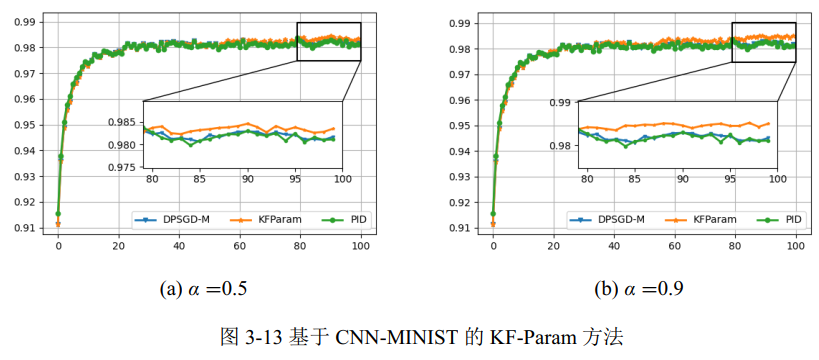 0.99
0.98
0.97
0.96
0.95
0.94
0.93
0.92
0.91
0 20 40 60 80 100
0.985
0.975
80 85 90 95 100
DPSGD-M KFParam PID
(a) α =0.5
0.99
0.98
0.97
0.96
0.95
0.94
0.93
0.92
0.91
0 20 40 60 80 100
0.99
0.98
80 85 90 95 100
DPSGD-M KFParam PID
(b) α =0.9
图 3-13 基于 CNN-MINIST 的 KF-Param 方法